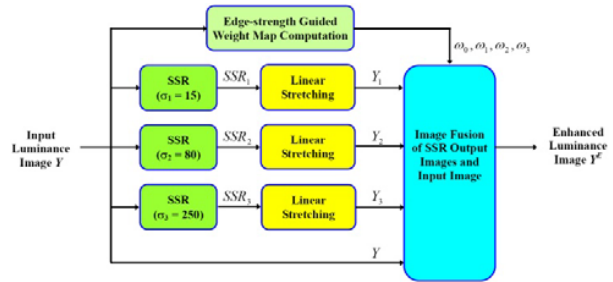 Edge-strength Guided
Weight Map Computation
ω₀, ω₁, ω₂, ω₃
SSR
(σ₁ = 15)
SSR₁
Linear
Stretching
Y₁
Input
Luminance
Image Y
SSR
(σ₂ = 80)
SSR₂
Linear
Stretching
Y₂
Image Fusion
of SSR Output
Images and
Input Image
Enhanced
Luminance
Image Yᴱ
SSR
(σ₃ = 250)
SSR₃
Linear
Stretching
Y₃
Y